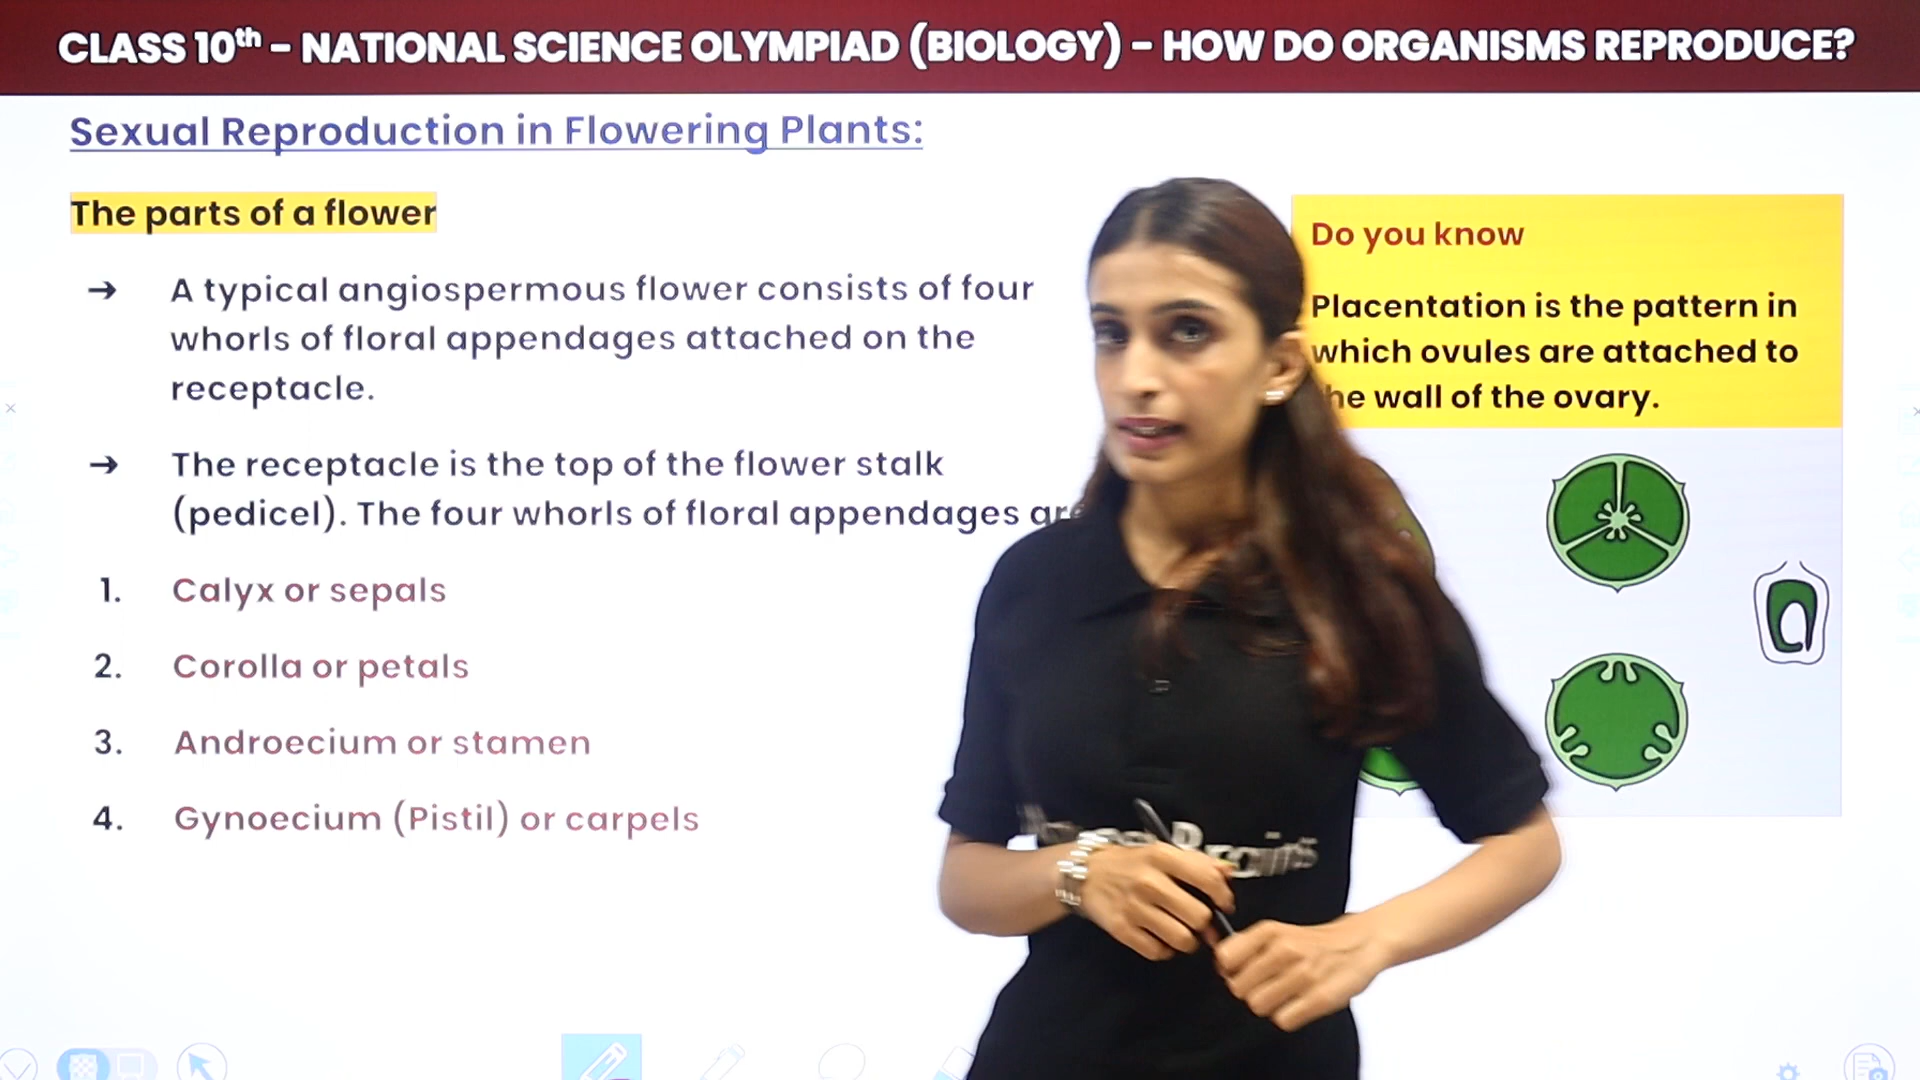 CLASS 10th - NATIONAL SCIENCE OLYMPIAD (BIOLOGY) - HOW DO ORGANISMS REPRODUCE?
Sexual Reproduction in Flowering Plants:
The parts of a flower
→ A typical angiospermous flower consists of four
whorls of floral appendages attached on the
receptacle.
→ The receptacle is the top of the flower stalk
(pedicel). The four whorls of floral appendages are
1. Calyx or sepals
2. Corolla or petals
3. Androecium or stamen
4. Gynoecium (Pistil) or carpels
Do you know
Placentation is the pattern in
which ovules are attached to
the wall of the ovary.